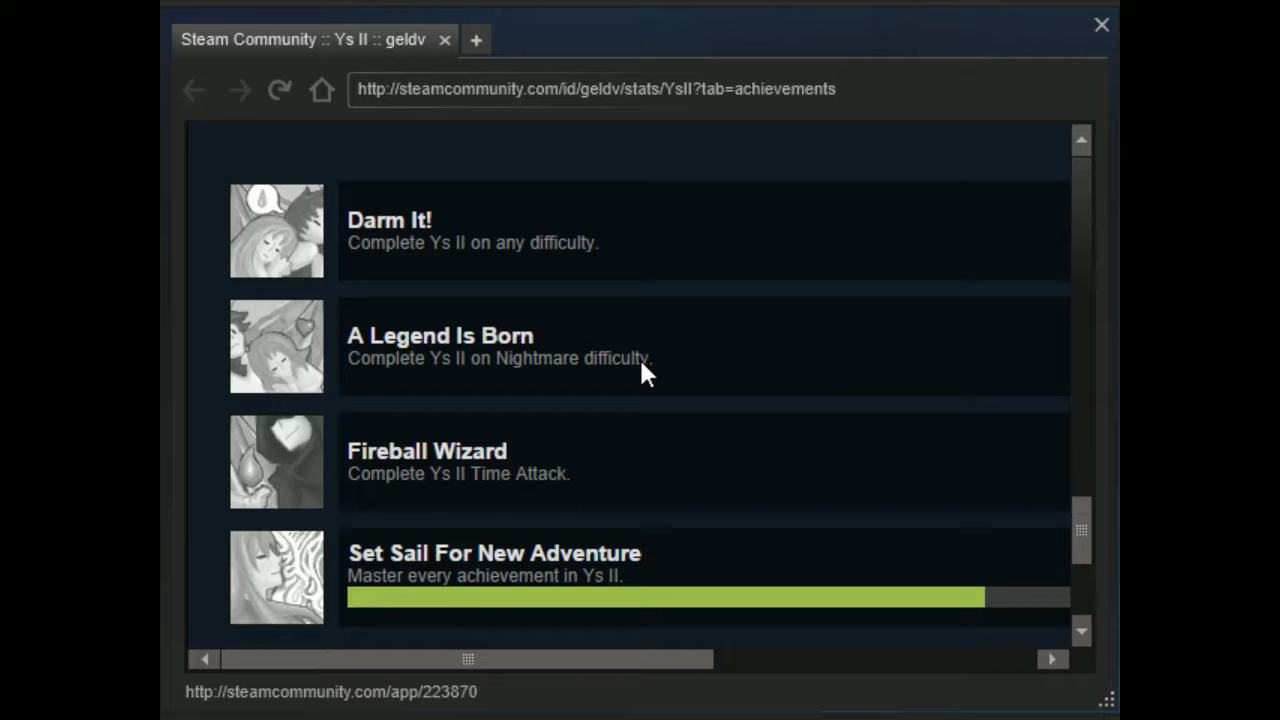 Steam Community :: Ys II :: geldv
http://steamcommunity.com/id/geldv/stats/YsII?tab=achievements
Darm It!
Complete Ys II on any difficulty.
A Legend Is Born
Complete Ys II on Nightmare difficulty.
Fireball Wizard
Complete Ys II Time Attack.
Set Sail For New Adventure
Master every achievement in Ys II.
http://steamcommunity.com/app/223870